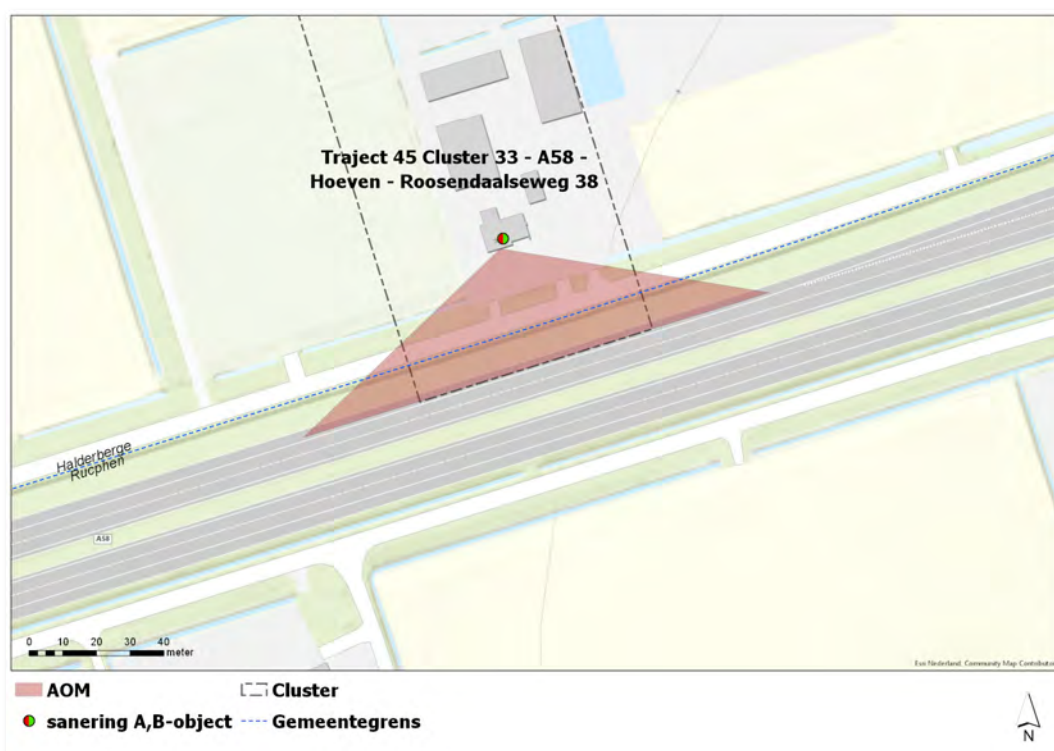 Traject 45 Cluster 33 - A58 -
Hoeven - Roosendaalseweg 38
Halderberge
Rucphen
A58
0 10 20 30 40
meter
Esri Nederland, Community Map Contributor
AOM
Cluster
sanering A,B-object
Gemeentegrens
N